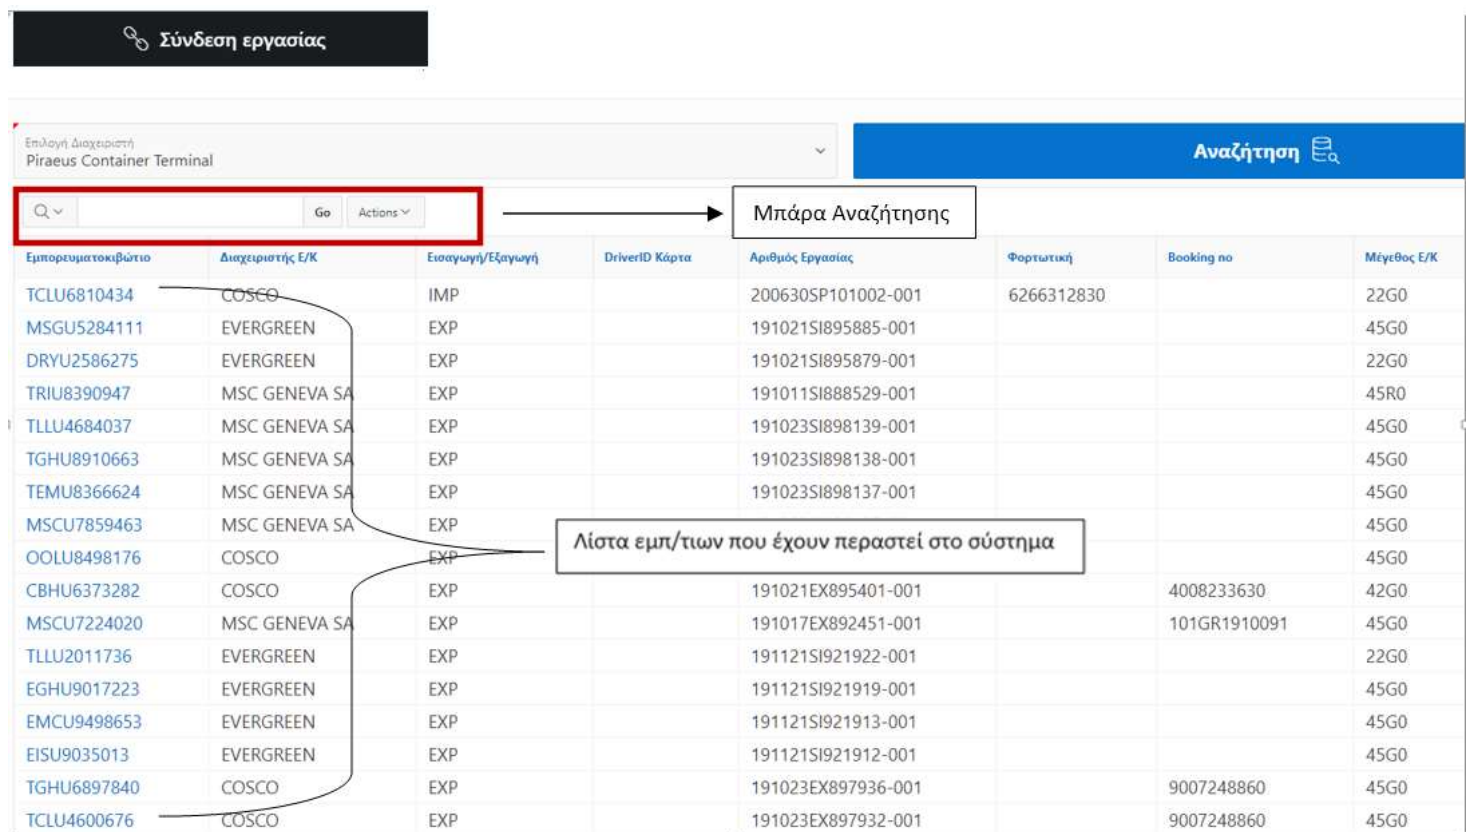 Σύνδεση εργασίας
Επιλογή Διαχειριστή
Piraeus Container Terminal
Αναζήτηση
Go Actions
Μπάρα Αναζήτησης
Εμπορευματοκιβώτιο Διαχειριστής Ε/Κ Εισαγωγή/Εξαγωγή DriverID Κάρτα Αριθμός Εργασίας Φορτωτική Booking no Μέγεθος Ε/Κ
TCLU6810434 COSCO IMP 200630SP101002-001 6266312830 22G0
MSGU5284111 EVERGREEN EXP 191021SI895885-001 45G0
DRYU2586275 EVERGREEN EXP 191021SI895879-001 22G0
TRIU8390947 MSC GENEVA SA EXP 191011SI888529-001 45R0
TLLU4684037 MSC GENEVA SA EXP 191023SI898139-001 45G0
TGHU8910663 MSC GENEVA SA EXP 191023SI898138-001 45G0
TEMU8366624 MSC GENEVA SA EXP 191023SI898137-001 45G0
MSCU7859463 MSC GENEVA SA EXP 45G0
Λίστα εμπ/τιων που έχουν περαστεί στο σύστημα
OOLU8498176 COSCO EXP 45G0
CBHU6373282 COSCO EXP 191021EX895401-001 4008233630 42G0
MSCU7224020 MSC GENEVA SA EXP 191017EX892451-001 101GR1910091 45G0
TLLU2011736 EVERGREEN EXP 191121SI921922-001 22G0
EGHU9017223 EVERGREEN EXP 191121SI921919-001 45G0
EMCU9498653 EVERGREEN EXP 191121SI921913-001 45G0
EISU9035013 EVERGREEN EXP 191121SI921912-001 45G0
TGHU6897840 COSCO EXP 191023EX897936-001 9007248860 45G0
TCLU4600676 COSCO EXP 191023EX897932-001 9007248860 45G0